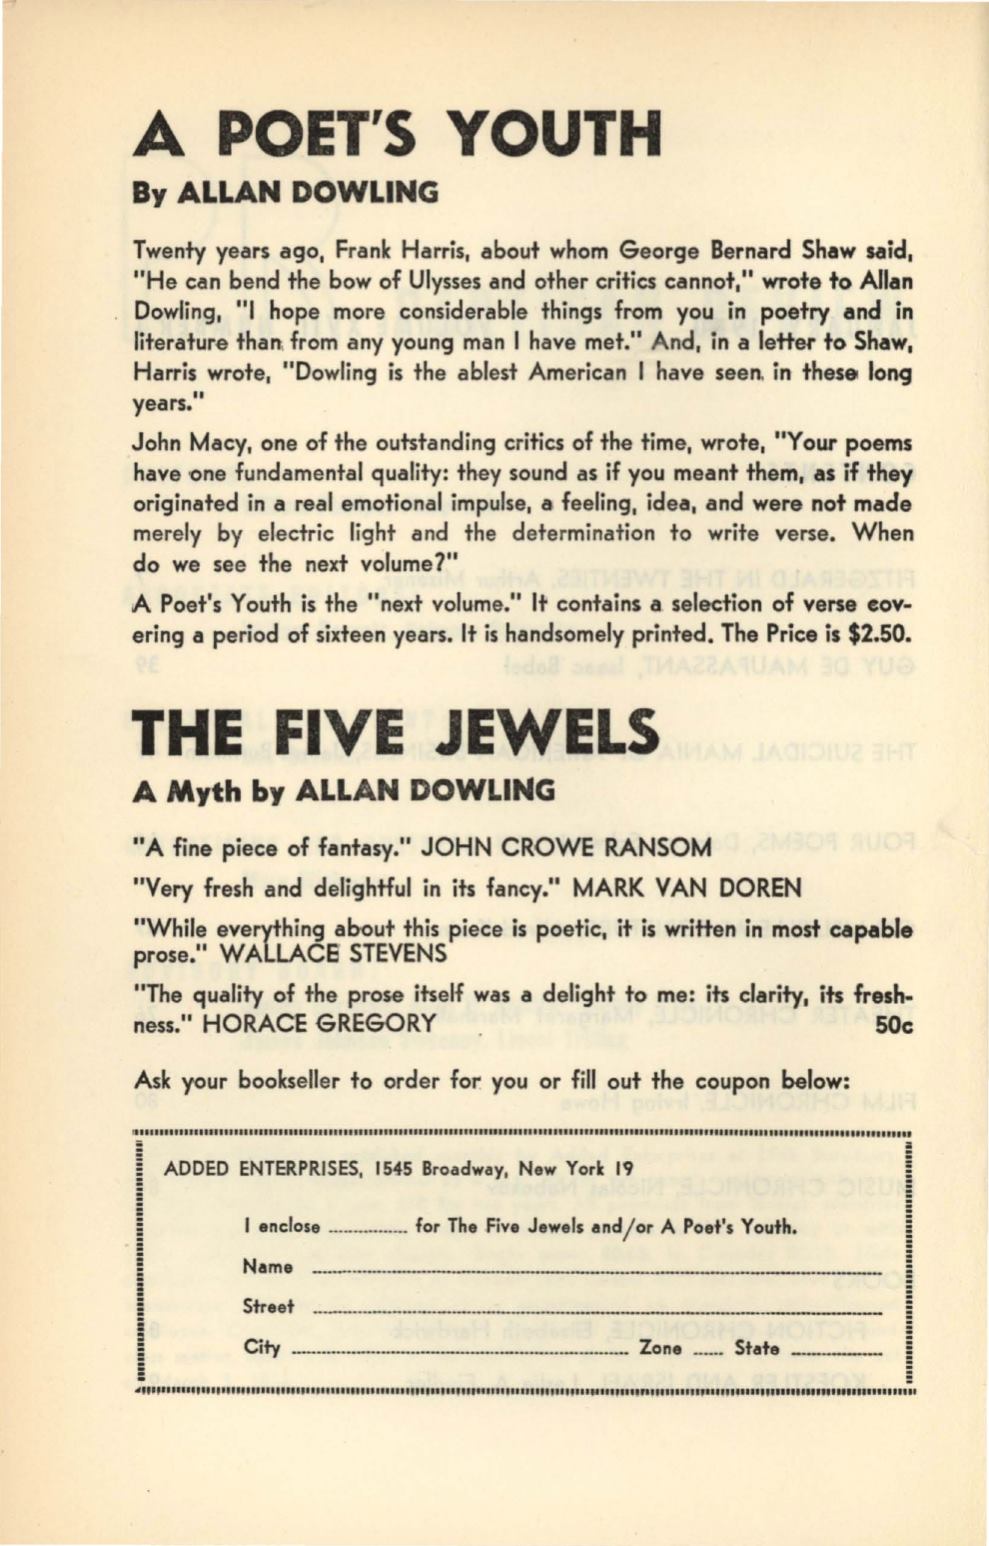 A POET'S YOUTH
By ALLAN DOWLING
Twenty years ago, Frank Harris, about whom George Bernard Shaw said,
"He can bend the bow of Ulysses and other critics cannot," wrote to Allan
Dowling, "I hope more considerable things from you in poetry and in
literature than from any young man I have met." And, in a letter to Shaw,
Harris wrote, "Dowling is the ablest American I have seen in these long
years."
John Macy, one of the outstanding critics of the time, wrote, "Your poems
have one fundamental quality: they sound as if you meant them, as if they
originated in a real emotional impulse, a feeling, idea, and were not made
merely by electric light and the determination to write verse. When
do we see the next volume?"
A Poet's Youth is the "next volume." It contains a selection of verse cov-
ering a period of sixteen years. It is handsomely printed. The Price is $2.50.
THE FIVE JEWELS
A Myth by ALLAN DOWLING
"A fine piece of fantasy." JOHN CROWE RANSOM
"Very fresh and delightful in its fancy." MARK VAN DOREN
"While everything about this piece is poetic, it is written in most capable
prose." WALLACE STEVENS
"The quality of the prose itself was a delight to me: its clarity, its fresh-
ness." HORACE GREGORY 50c
Ask your bookseller to order for you or fill out the coupon below:
ADDED ENTERPRISES, 1545 Broadway, New York 19
I enclose .............. for The Five Jewels and/or A Poet's Youth.
Name
Street
City Zone State